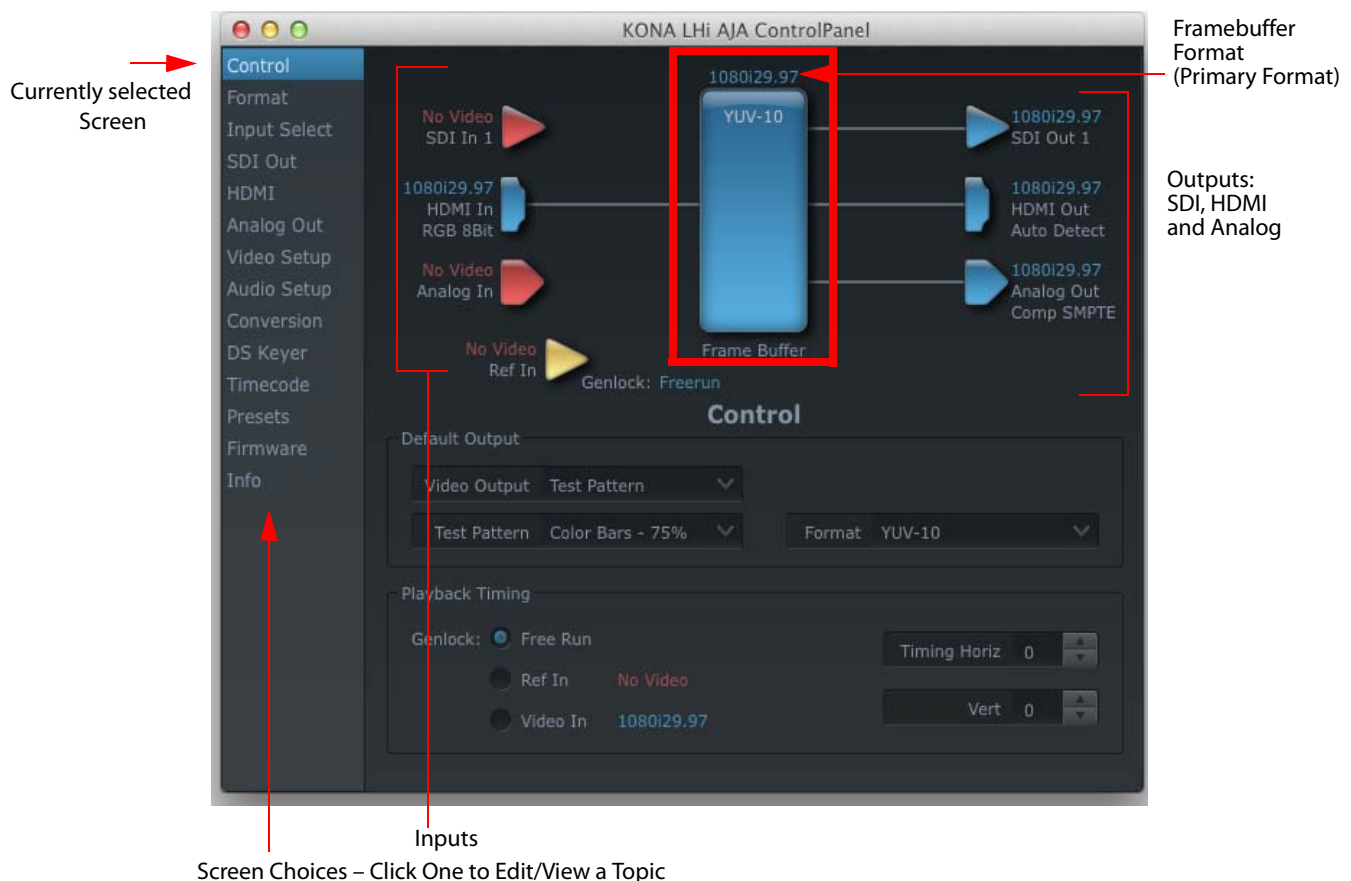 KONA LHi AJA ControlPanel
Framebuffer
Format
(Primary Format)
Currently selected
Screen
Control
Format
Input Select
SDI Out
HDMI
Analog Out
Video Setup
Audio Setup
Conversion
DS Keyer
Timecode
Presets
Firmware
Info
1080i29.97
YUV-10
Frame Buffer
No Video
SDI In 1
1080i29.97
HDMI In
RGB 8Bit
No Video
Analog In
No Video
Ref In
Genlock: Freerun
1080i29.97
SDI Out 1
1080i29.97
HDMI Out
Auto Detect
1080i29.97
Analog Out
Comp SMPTE
Outputs:
SDI, HDMI
and Analog
Control
Default Output
Video Output Test Pattern
Test Pattern Color Bars - 75% Format YUV-10
Playback Timing
Genlock: Free Run
Timing Horiz 0
Ref In No Video
Vert 0
Video In 1080i29.97
Inputs
Screen Choices – Click One to Edit/View a Topic